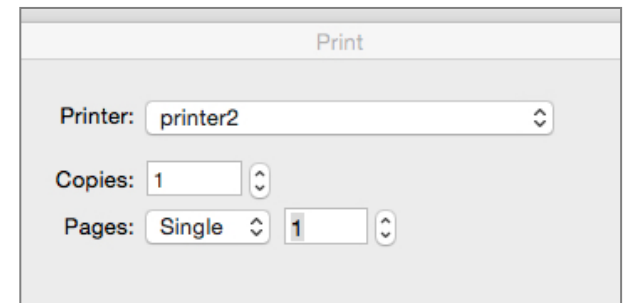 Print
Printer: printer2
Copies: 1
Pages: Single 1